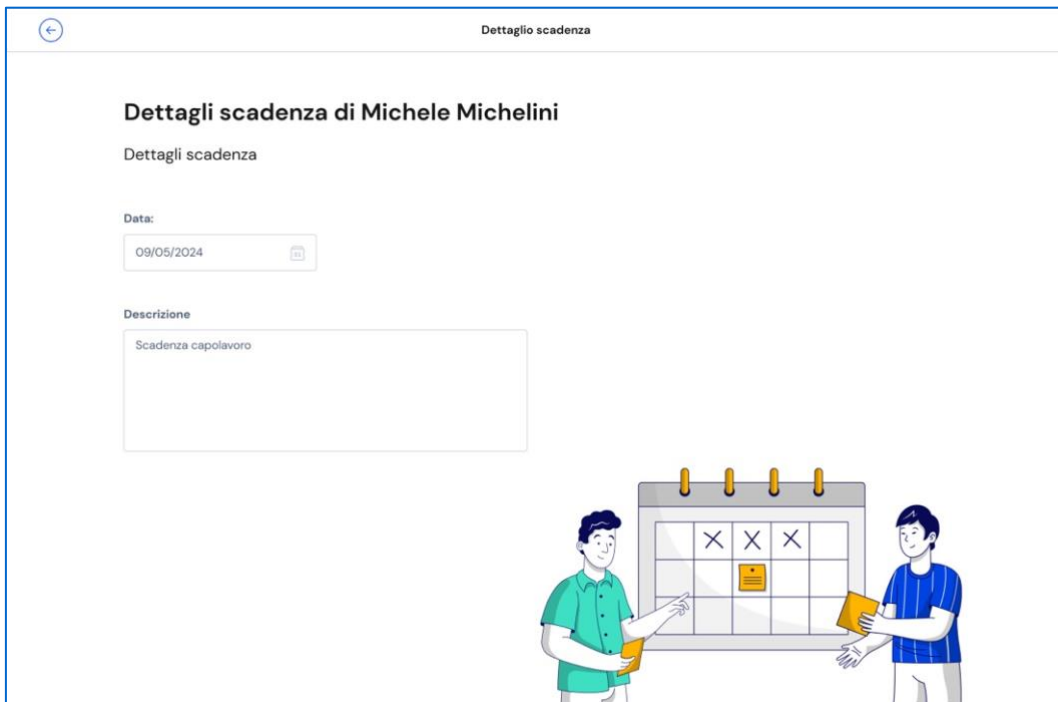 Dettaglio scadenza
Dettagli scadenza di Michele Michelini
Dettagli scadenza
Data:
09/05/2024
Descrizione
Scadenza capolavoro